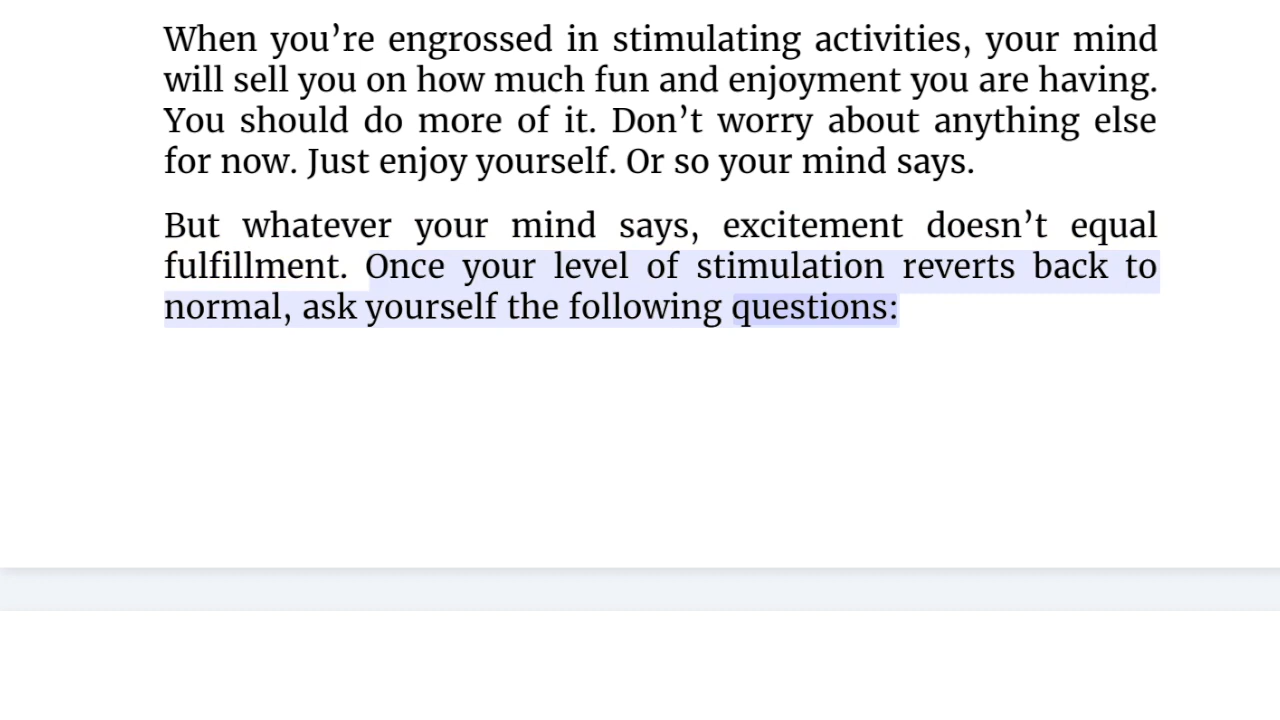 When you’re engrossed in stimulating activities, your mind
will sell you on how much fun and enjoyment you are having.
You should do more of it. Don’t worry about anything else
for now. Just enjoy yourself. Or so your mind says.
But whatever your mind says, excitement doesn’t equal
fulfillment. Once your level of stimulation reverts back to
normal, ask yourself the following questions: